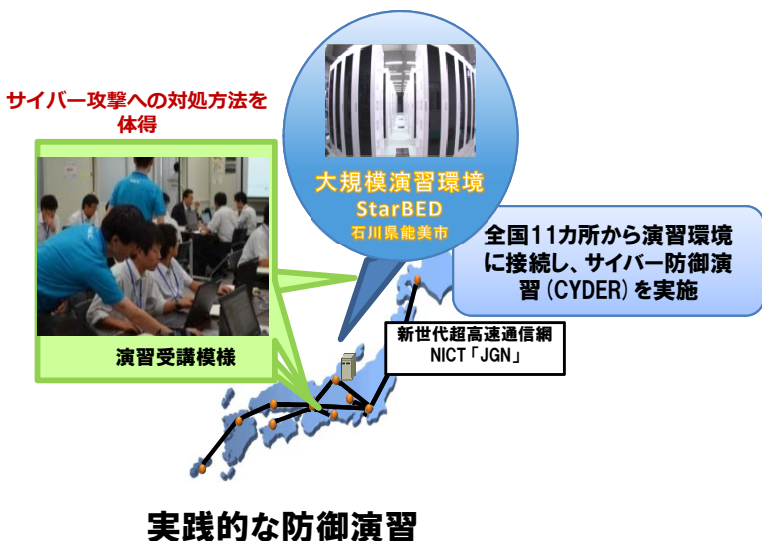 サイバー攻撃への対処方法を
体得
大規模演習環境
StarBED
石川県能美市
全国11カ所から演習環境
に接続し、サイバー防御演
習(CYDER)を実施
新世代超高速通信網
NICT「JGN」
演習受講模様
実践的な防御演習